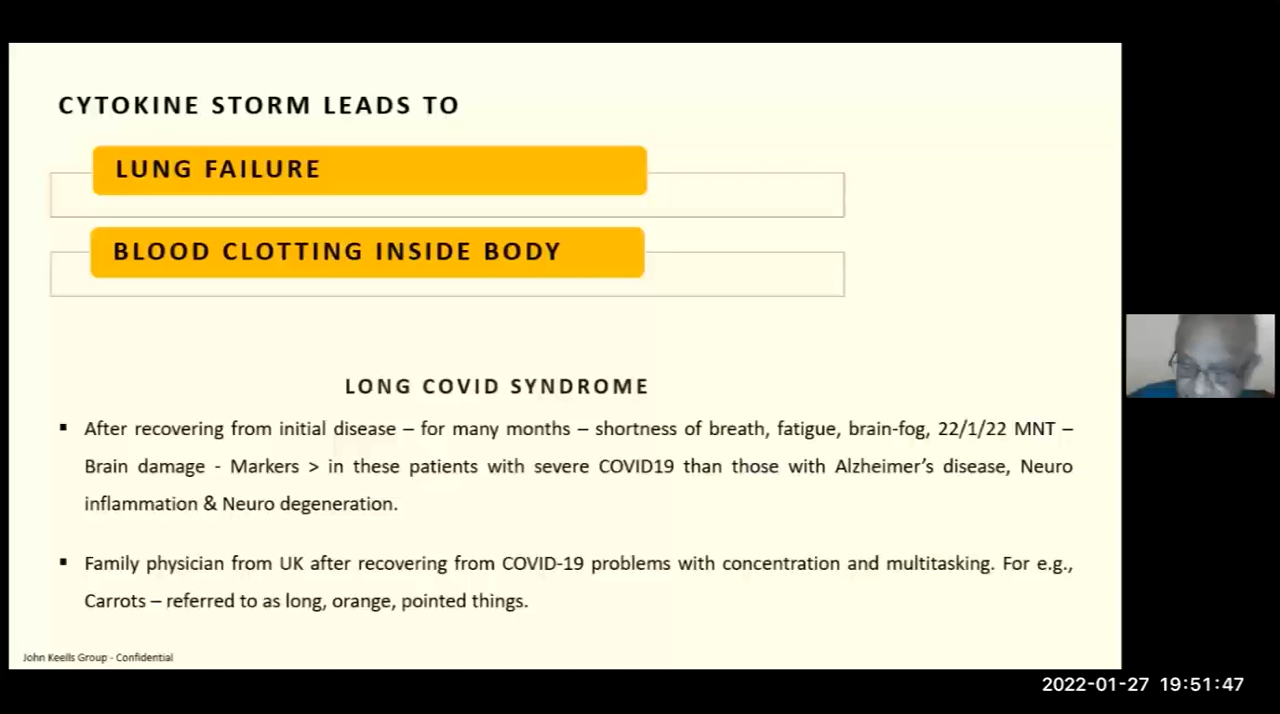 CYTOKINE STORM LEADS TO
LUNG FAILURE
BLOOD CLOTTING INSIDE BODY
LONG COVID SYNDROME
▪ After recovering from initial disease – for many months – shortness of breath, fatigue, brain-fog, 22/1/22 MNT –
Brain damage - Markers > in these patients with severe COVID19 than those with Alzheimer’s disease, Neuro
inflammation & Neuro degeneration.
▪ Family physician from UK after recovering from COVID-19 problems with concentration and multitasking. For e.g.,
Carrots – referred to as long, orange, pointed things.
John Keells Group - Confidential
2022-01-27 19:51:47